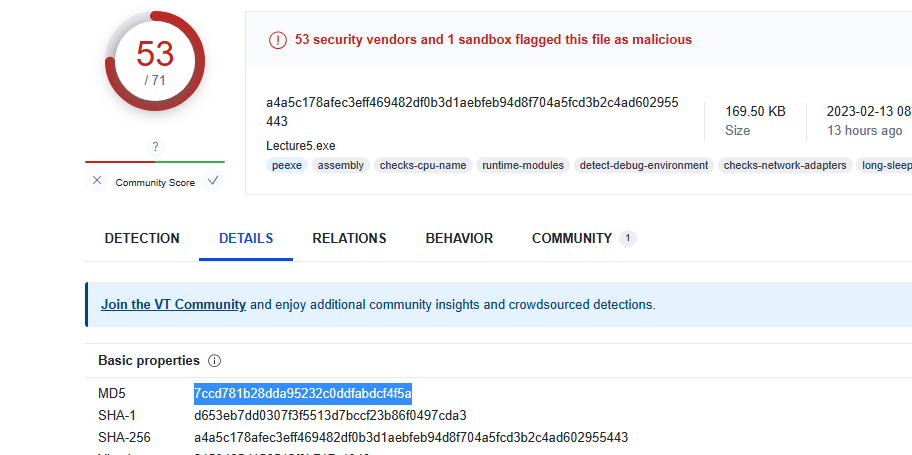 53
/ 71
?
Community Score
53 security vendors and 1 sandbox flagged this file as malicious
a4a5c178afec3eff469482df0b3d1aebfeb94d8f704a5fcd3b2c4ad602955
443
Lecture5.exe
169.50 KB
Size
2023-02-13 08
13 hours ago
peexe assembly checks-cpu-name runtime-modules detect-debug-environment checks-network-adapters long-sleep
DETECTION DETAILS RELATIONS BEHAVIOR COMMUNITY 1
Join the VT Community and enjoy additional community insights and crowdsourced detections.
Basic properties
MD5 7ccd781b28dda95232c0ddfabdcf4f5a
SHA-1 d653eb7dd0307f3f5513d7bccf23b86f0497cda3
SHA-256 a4a5c178afec3eff469482df0b3d1aebfeb94d8f704a5fcd3b2c4ad602955443